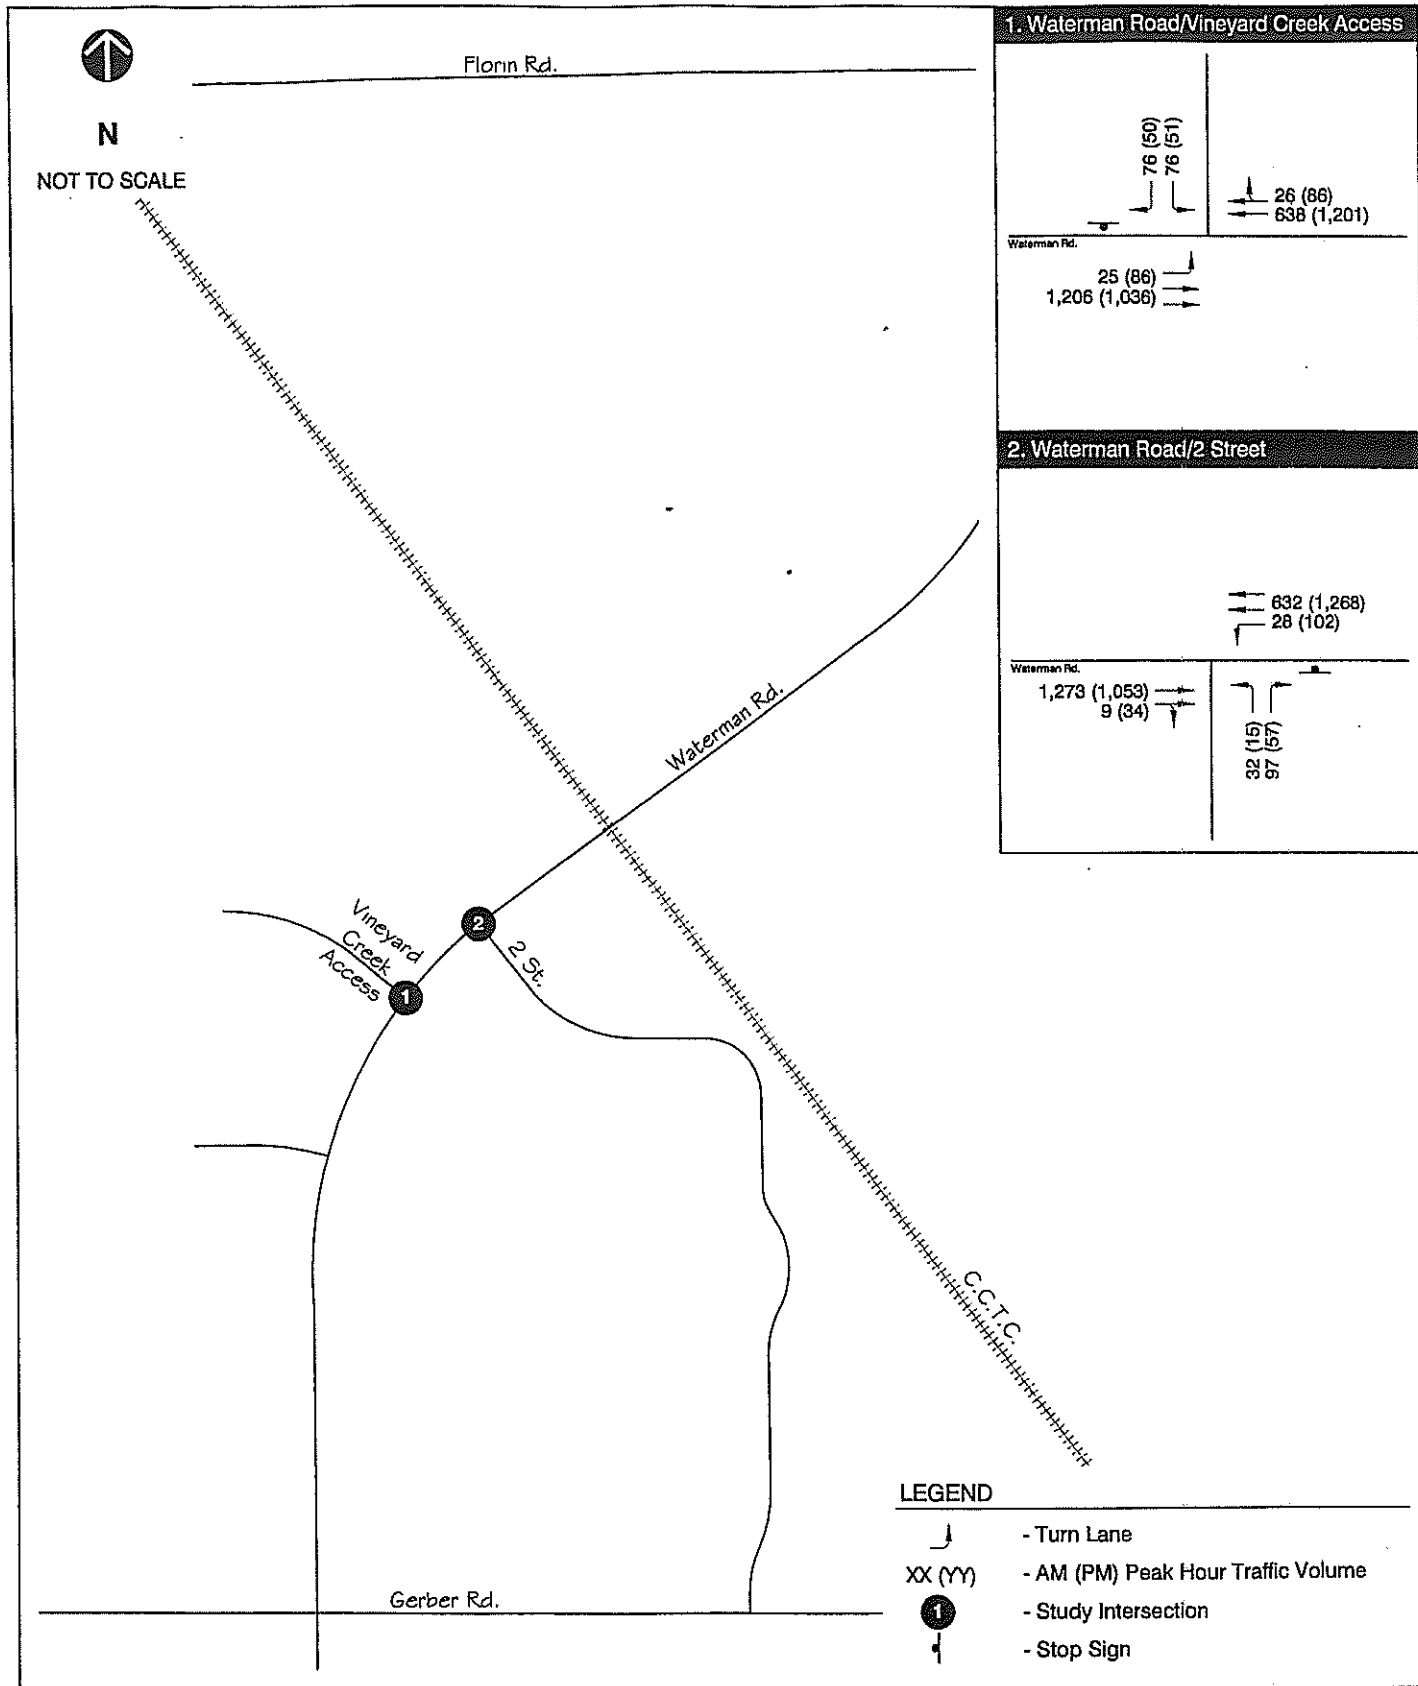 N
NOT TO SCALE
Florin Rd.
1. Waterman Road/Vineyard Creek Access
76 (50)
76 (51)
26 (86)
638 (1,201)
Waterman Rd.
25 (86)
1,206 (1,036)
2. Waterman Road/2 Street
632 (1,268)
28 (102)
Waterman Rd.
1,273 (1,053)
9 (34)
32 (15)
97 (57)
Waterman Rd.
Vineyard
Creek
Access
2
2 St.
1
C.C.T.C.
Gerber Rd.
LEGEND
- Turn Lane
XX (YY) - AM (PM) Peak Hour Traffic Volume
1 - Study Intersection
- Stop Sign